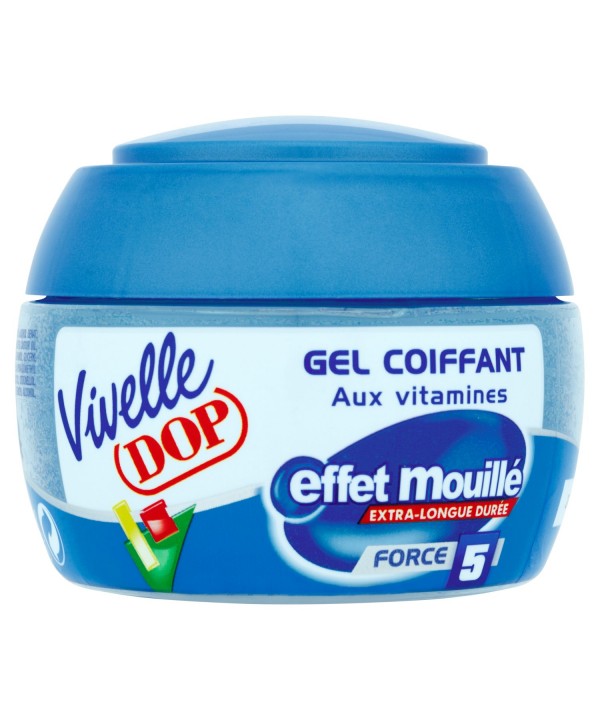 Vivelle
DOP
GEL COIFFANT
Aux vitamines
effet mouillé
EXTRA-LONGUE DURÉE
FORCE 5